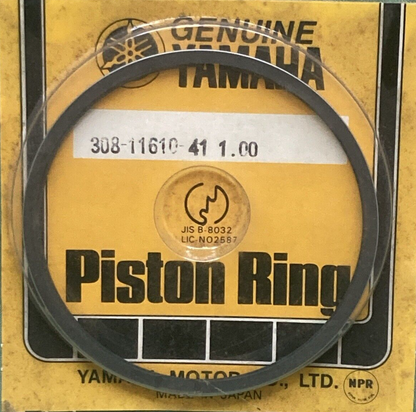 GENUINE
YAMAHA
308-11610-41 1.00
JIS B-8032
LIC-NO2587
Piston Ring
YAMAHA MOTOR CO., LTD.
MADE IN JAPAN
NPR